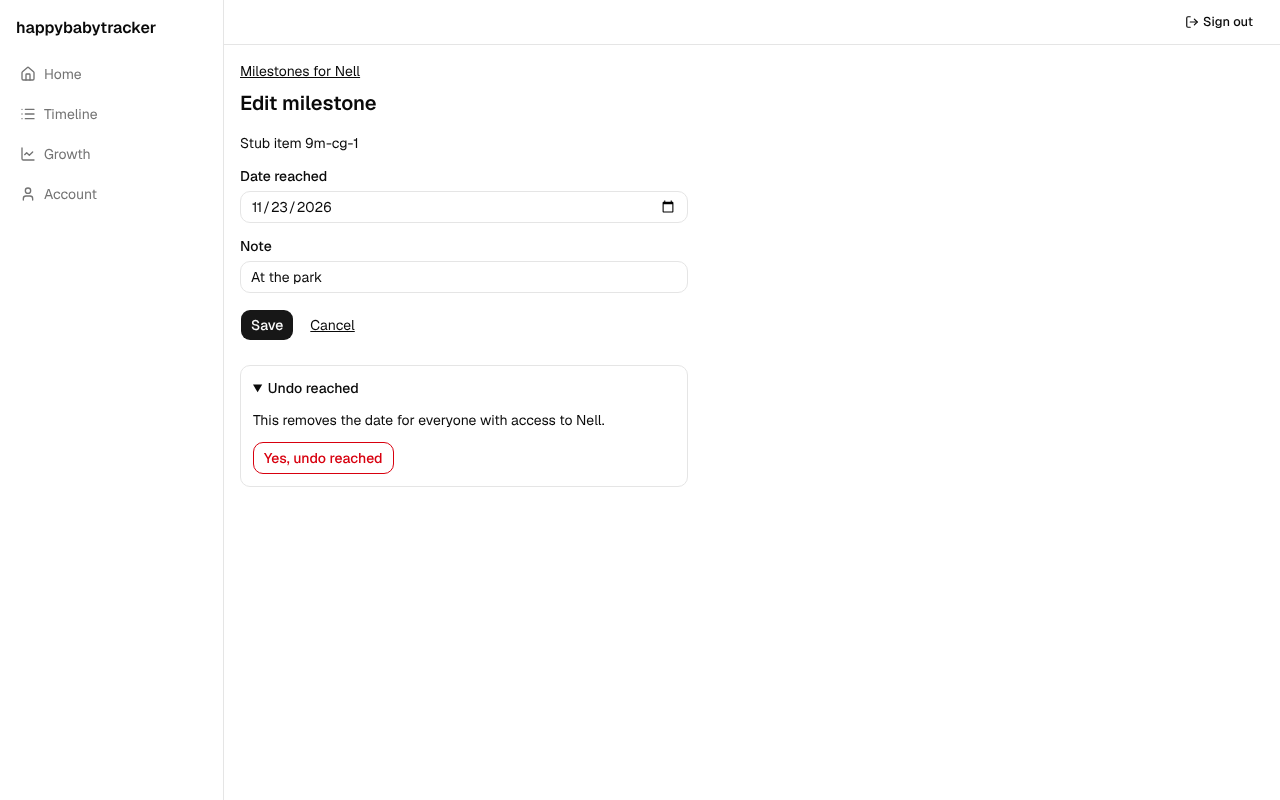 happybabytracker
Sign out
Home
Timeline
Growth
Account
Milestones for Nell
Edit milestone
Stub item 9m-cg-1
Date reached
11/23/2026
Note
At the park
Save
Cancel
Undo reached
This removes the date for everyone with access to Nell.
Yes, undo reached